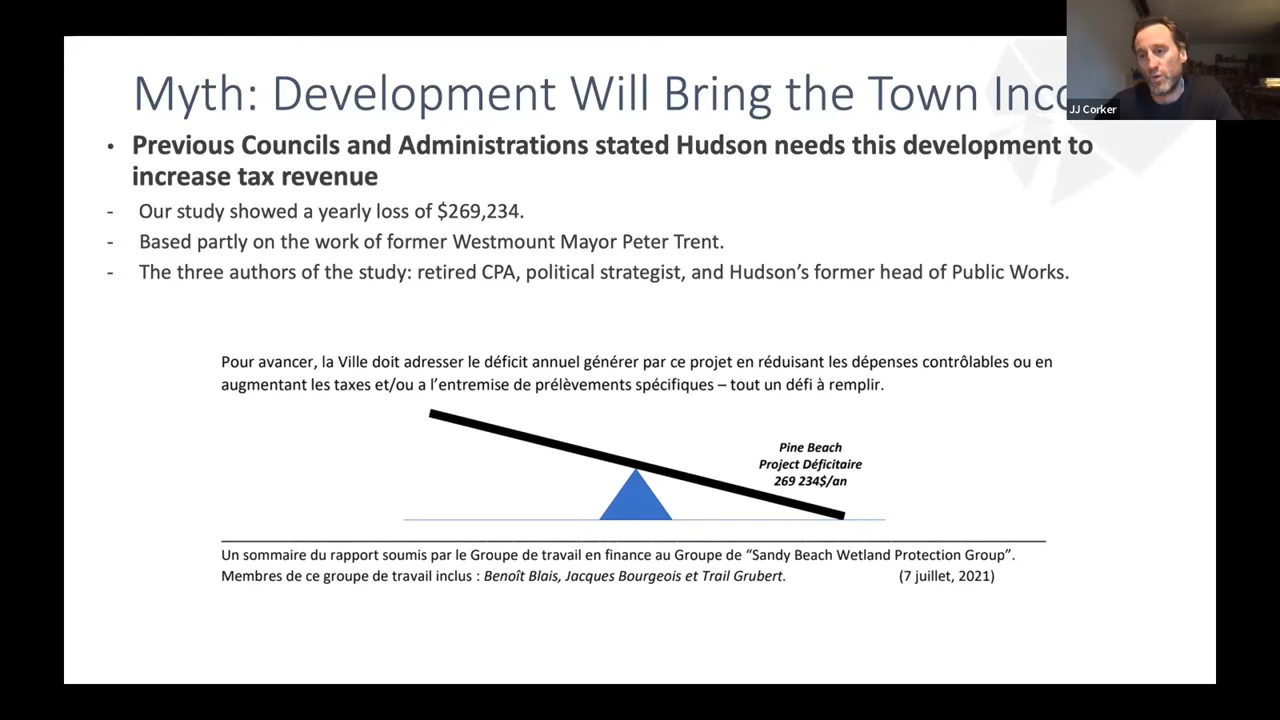 Myth: Development Will Bring the Town
JJ Corker
• Previous Councils and Administrations stated Hudson needs this development to
increase tax revenue
- Our study showed a yearly loss of $269,234.
- Based partly on the work of former Westmount Mayor Peter Trent.
- The three authors of the study: retired CPA, political strategist, and Hudson’s former head of Public Works.
Pour avancer, la Ville doit adresser le déficit annuel générer par ce projet en réduisant les dépenses contrôlables ou en
augmentant les taxes et/ou a l’entremise de prélèvements spécifiques – tout un défi à remplir.
Pine Beach
Project Déficitaire
269 234$/an
Un sommaire du rapport soumis par le Groupe de travail en finance au Groupe de “Sandy Beach Wetland Protection Group”.
Membres de ce groupe de travail inclus : Benoît Blais, Jacques Bourgeois et Trail Grubert. (7 juillet, 2021)